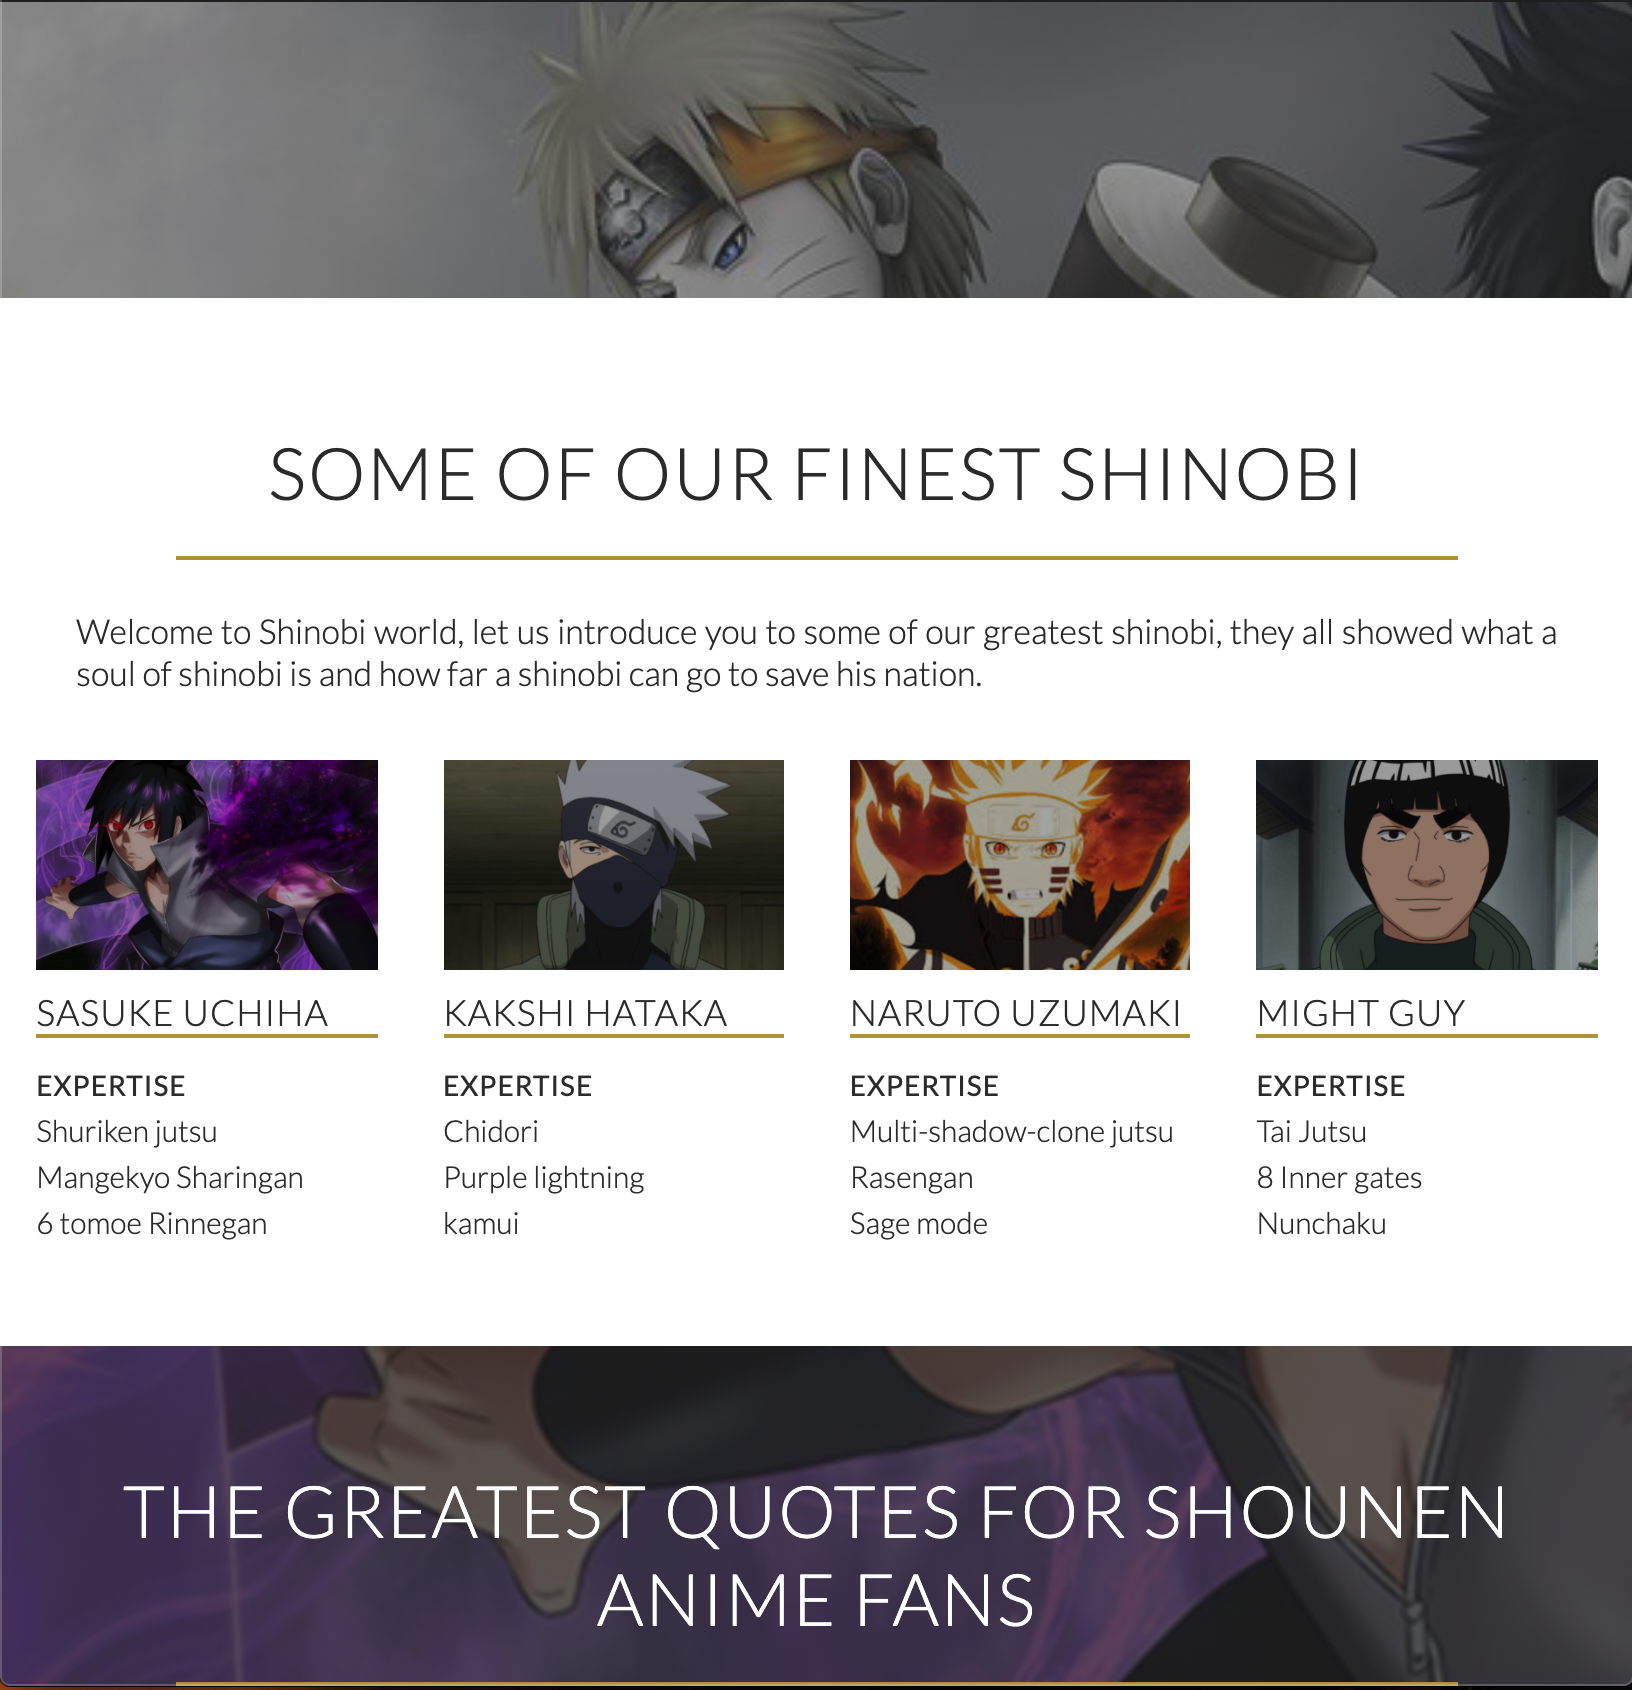 SOME OF OUR FINEST SHINOBI
Welcome to Shinobi world, let us introduce you to some of our greatest shinobi, they all showed what a
soul of shinobi is and how far a shinobi can go to save his nation.
SASUKE UCHIHA
EXPERTISE
Shuriken jutsu
Mangekyo Sharingan
6 tomoe Rinnegan
KAKSHI HATAKA
EXPERTISE
Chidori
Purple lightning
kamui
NARUTO UZUMAKI
EXPERTISE
Multi-shadow-clone jutsu
Rasengan
Sage mode
MIGHT GUY
EXPERTISE
Tai Jutsu
8 Inner gates
Nunchaku
THE GREATEST QUOTES FOR SHOUNEN
ANIME FANS